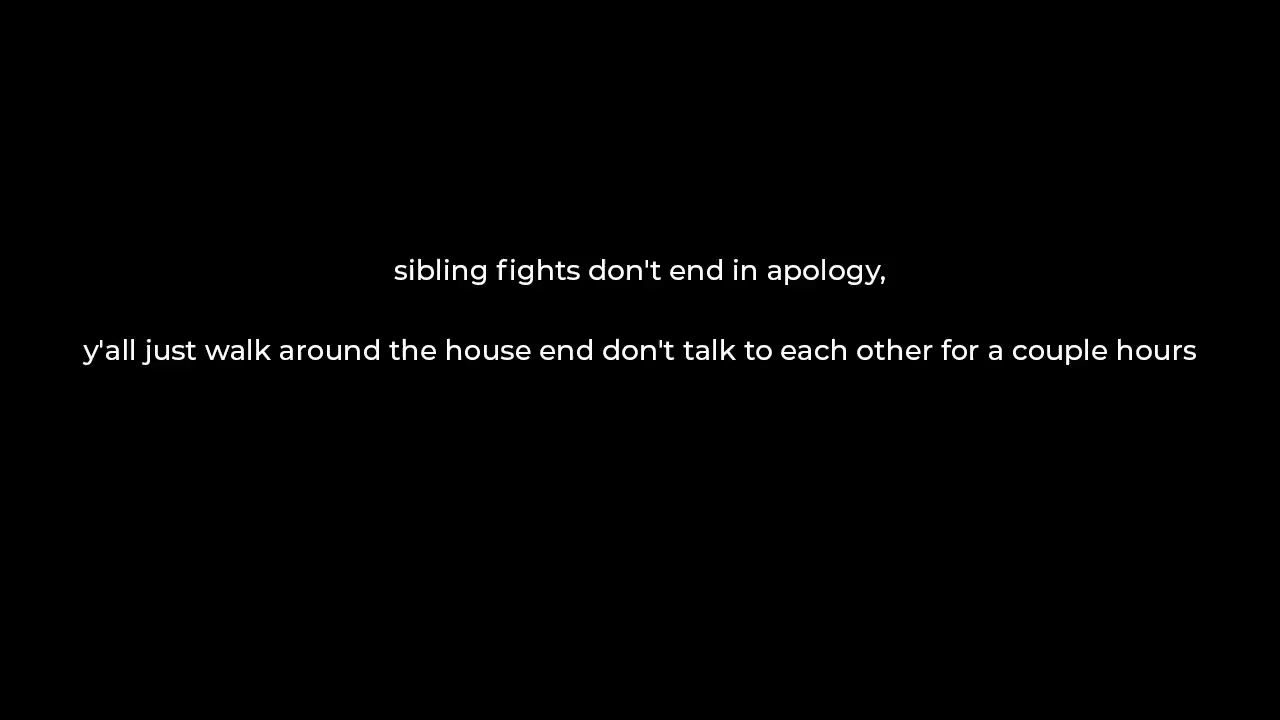 sibling fights don't end in apology,
y'all just walk around the house end don't talk to each other for a couple hours